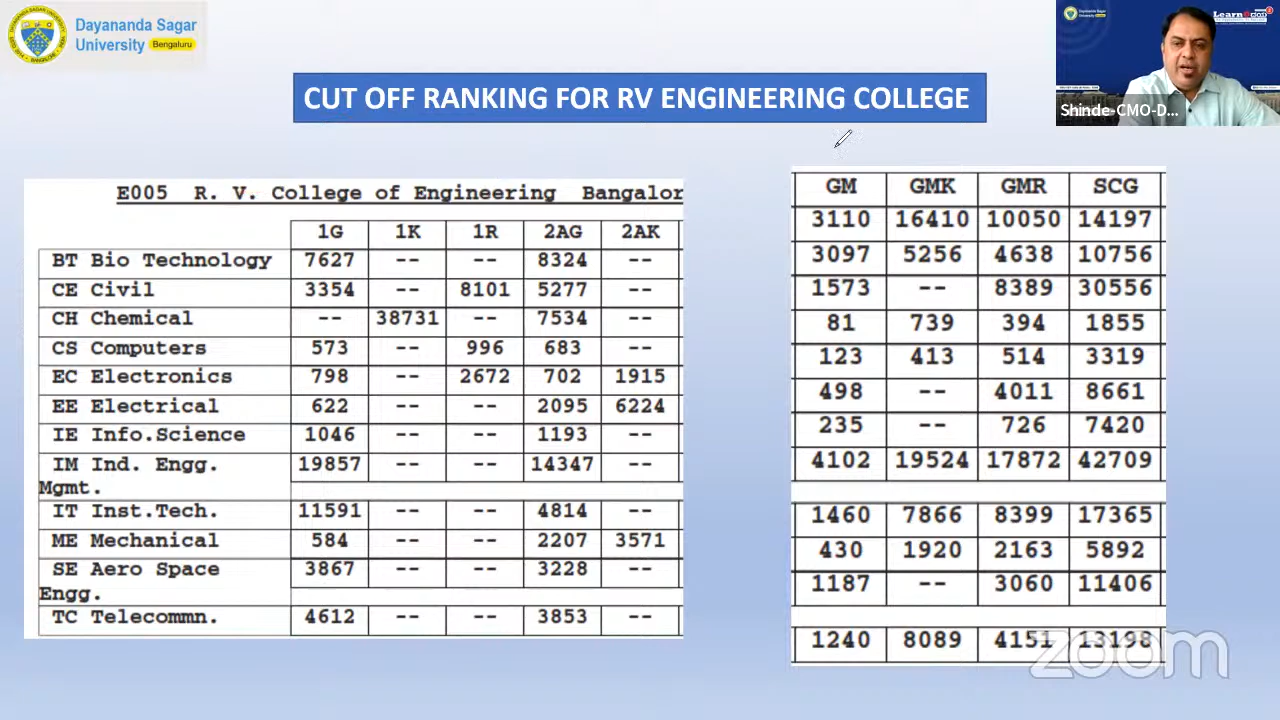 Dayananda Sagar
University Bengaluru
CUT OFF RANKING FOR RV ENGINEERING COLLEGE
Shinde-CMO-D...
E005 R. V. College of Engineering Bangalor
1G 1K 1R 2AG 2AK
BT Bio Technology 7627 -- -- 8324 --
CE Civil 3354 -- 8101 5277 --
CH Chemical -- 38731 -- 7534 --
CS Computers 573 -- 996 683 --
EC Electronics 798 -- 2672 702 1915
EE Electrical 622 -- -- 2095 6224
IE Info.Science 1046 -- -- 1193 --
IM Ind. Engg. 19857 -- -- 14347 --
Mgmt.
IT Inst.Tech. 11591 -- -- 4814 --
ME Mechanical 584 -- -- 2207 3571
SE Aero Space 3867 -- -- 3228 --
Engg.
TC Telecommn. 4612 -- -- 3853 --
GM GMK GMR SCG
3110 16410 10050 14197
3097 5256 4638 10756
1573 -- 8389 30556
81 739 394 1855
123 413 514 3319
498 -- 4011 8661
235 -- 726 7420
4102 19524 17872 42709
1460 7866 8399 17365
430 1920 2163 5892
1187 -- 3060 11406
1240 8089 4151 13198
zoom